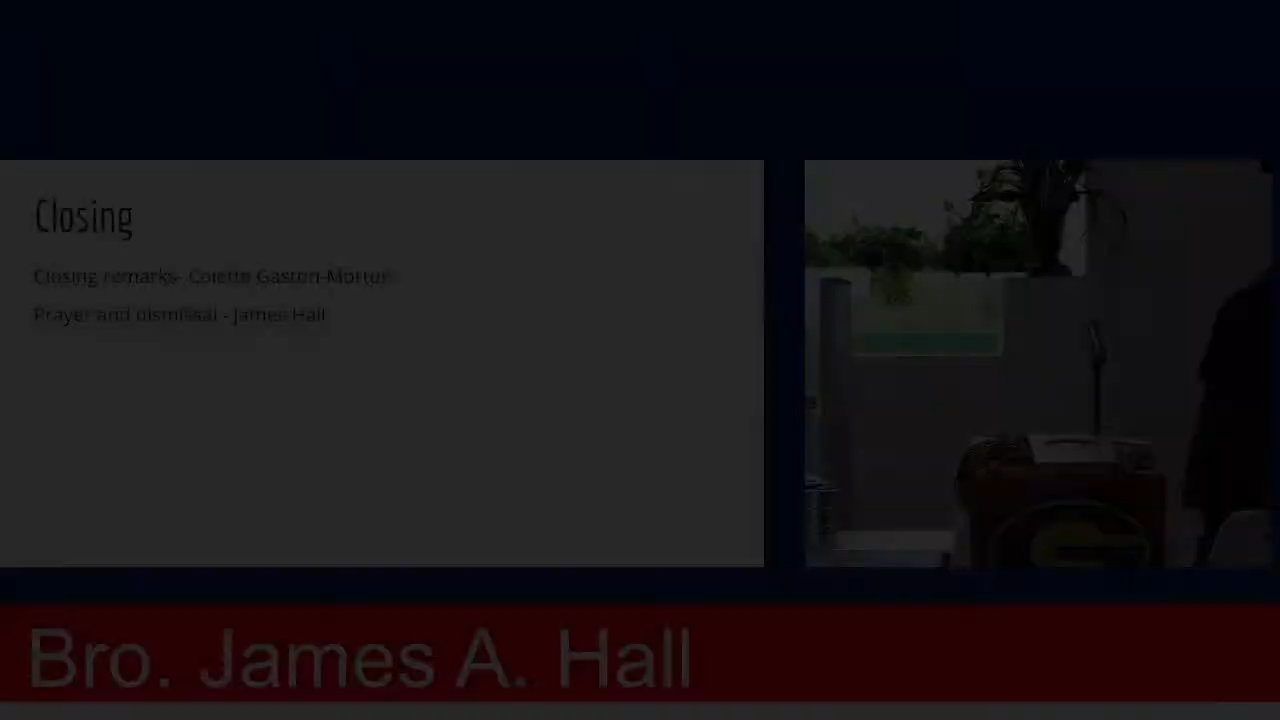 Closing
Closing remarks- Colette Gaston-Morton
Prayer and dismissal - James Hall
Bro. James A. Hall